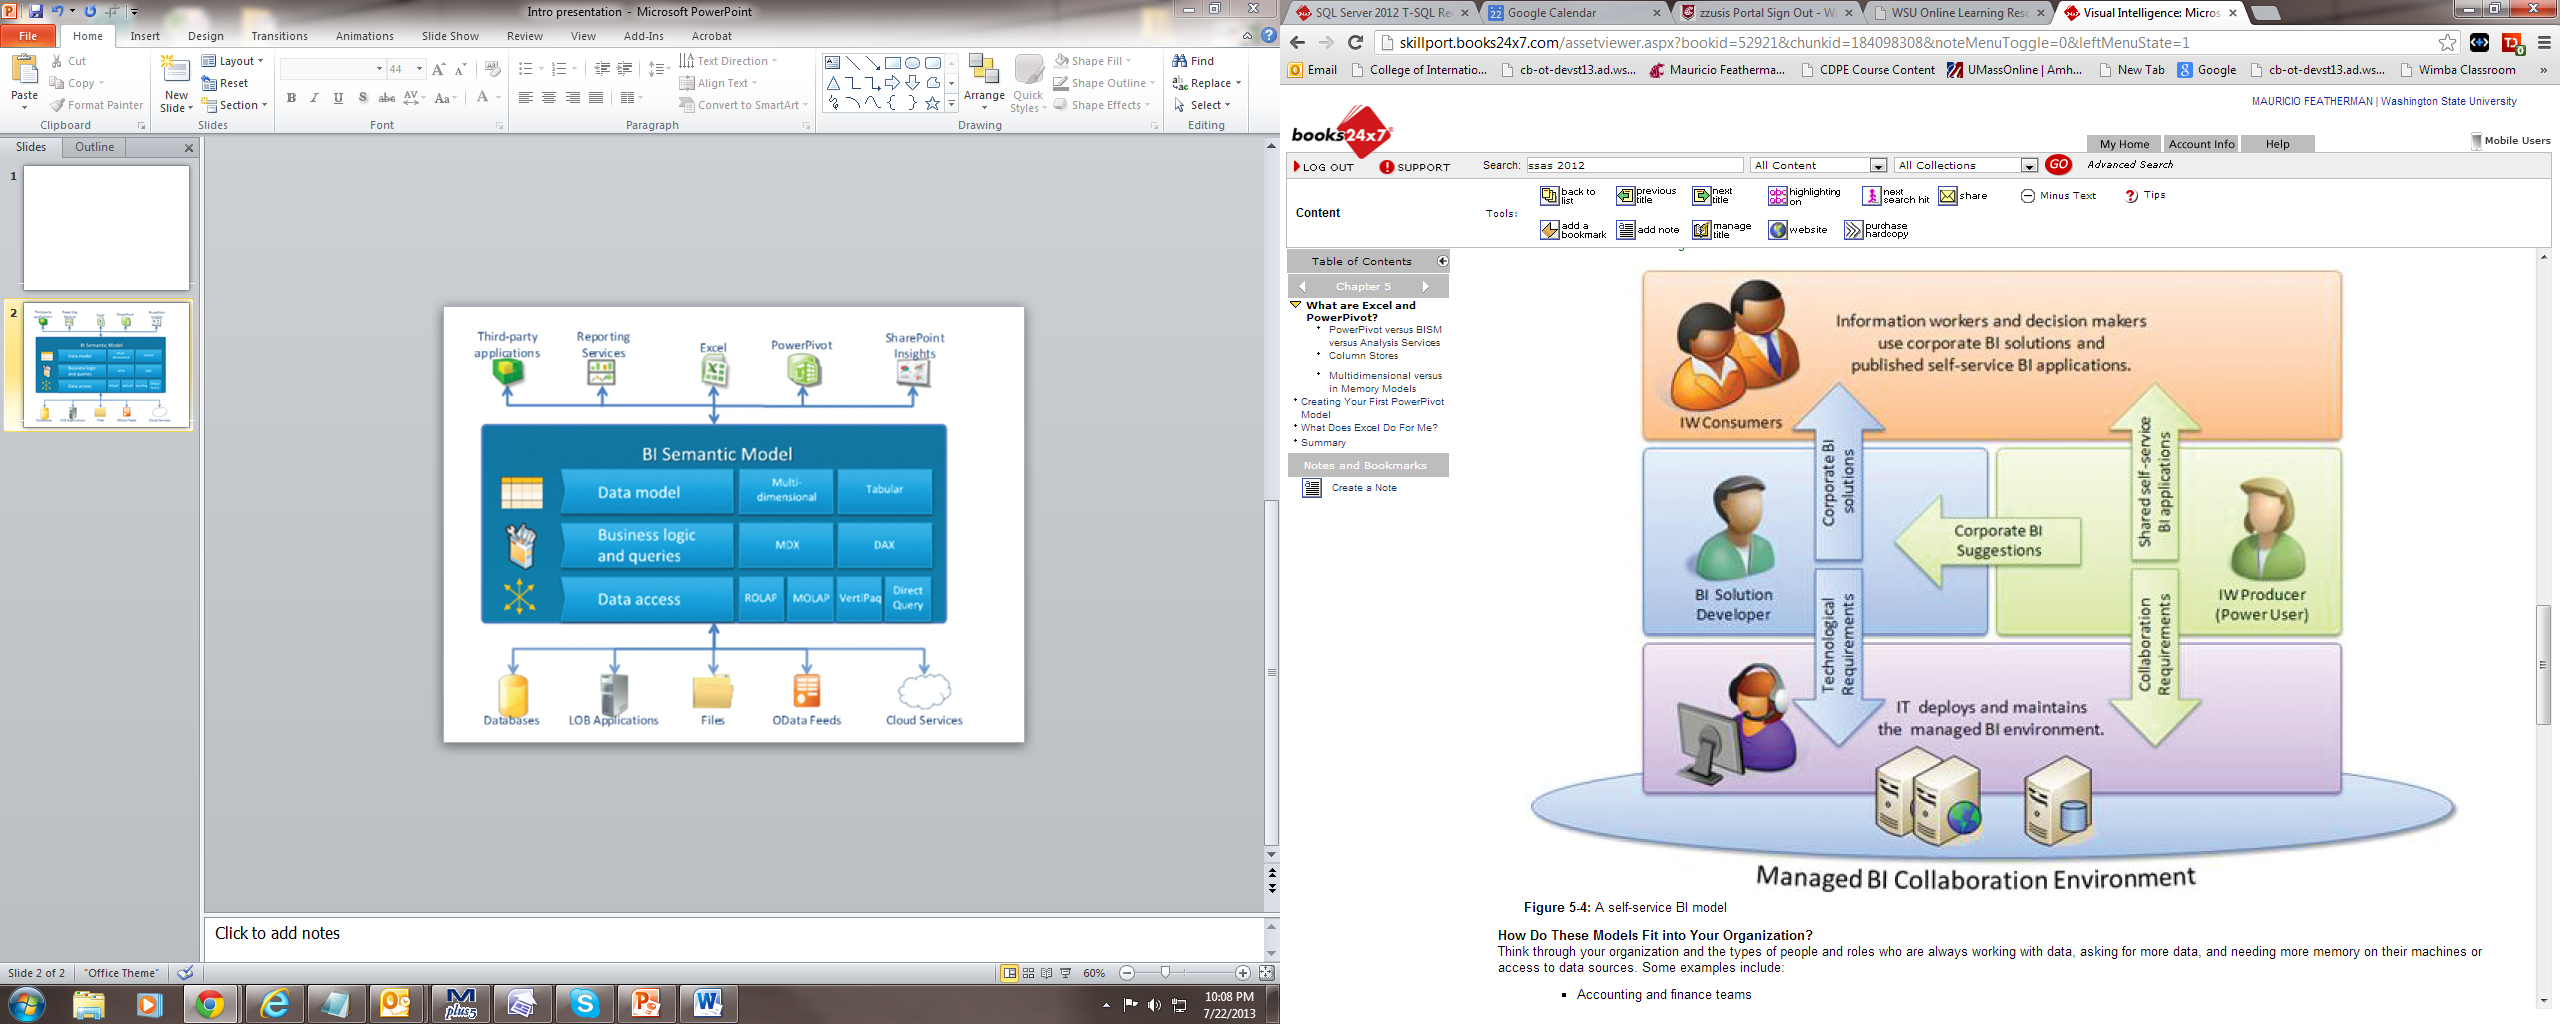 Intro presentation - Microsoft PowerPoint
File Home Insert Design Transitions Animations Slide Show Review View Add-Ins Acrobat
Paste
Cut
Copy
Format Painter
Clipboard
New
Slide
Layout
Reset
Section
Slides
44
Font
Text Direction
Align Text
Convert to SmartArt
Paragraph
Arrange
Quick
Styles
Shape Fill
Shape Outline
Shape Effects
Drawing
Find
Replace
Select
Editing
Slides Outline
1
2
Third-party
applications
Reporting
Services
Excel
PowerPivot
SharePoint
Insights
BI Semantic Model
Data model
Multi-
dimensional
Tabular
Business logic
and queries
MDX
DAX
Data access
ROLAP
MOLAP
VertiPaq
Direct
Query
Databases
LOB Applications
Files
OData Feeds
Cloud Services
Click to add notes
Slide 2 of 2 "Office Theme" 60%
10:08 PM
7/22/2013
SQL Server 2012 T-SQL Re
Google Calendar
zzusis Portal Sign Out - W
WSU Online Learning Res
Visual Intelligence: Micros
skillport.books24x7.com/assetviewer.aspx?bookid=52921&chunkid=184098308&noteMenuToggle=0&leftMenuState=1
Email College of Internatio... cb-ot-devst13.ad.ws... Mauricio Featherma... CDPE Course Content UMassOnline | Amh... New Tab Google cb-ot-devst13.ad.ws... Wimba Classroom »
MAURICIO FEATHERMAN | Washington State University
books24x7
My Home Account Info Help Mobile Users
LOG OUT SUPPORT Search: ssas 2012 All Content All Collections GO Advanced Search
Content
Tools:
back to
list
previous
title
next
title
highlighting
on
next
search hit
share
Minus Text
Tips
add a
bookmark
add note
manage
title
website
purchase
hardcopy
Table of Contents
Chapter 5
What are Excel and
PowerPivot?
PowerPivot versus BISM
versus Analysis Services
Column Stores
Multidimensional versus
in Memory Models
Creating Your First PowerPivot
Model
What Does Excel Do For Me?
Summary
Notes and Bookmarks
Create a Note
Information workers and decision makers
use corporate BI solutions and
published self-service BI applications.
IW Consumers
Corporate BI
solutions
Shared self-service
BI applications
Corporate BI
Suggestions
BI Solution
Developer
IW Producer
(Power User)
Technological
Requirements
Collaboration
Requirements
IT deploys and maintains
the managed BI environment.
Managed BI Collaboration Environment
Figure 5-4: A self-service BI model
How Do These Models Fit into Your Organization?
Think through your organization and the types of people and roles who are always working with data, asking for more data, and needing more memory on their machines or
access to data sources. Some examples include:
Accounting and finance teams